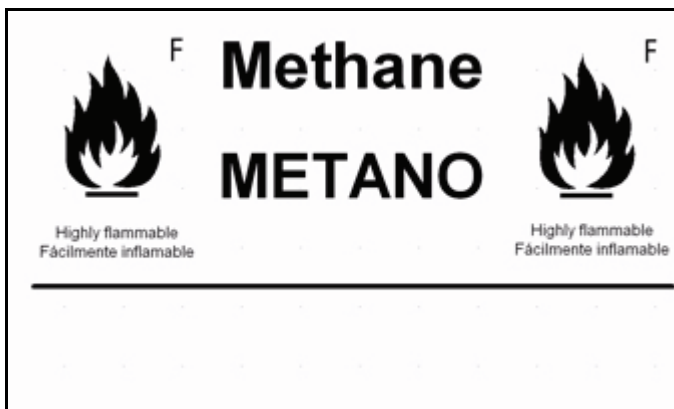 F
Methane
F
METANO
Highly flammable
Fácilmente inflamable
Highly flammable
Fácilmente inflamable